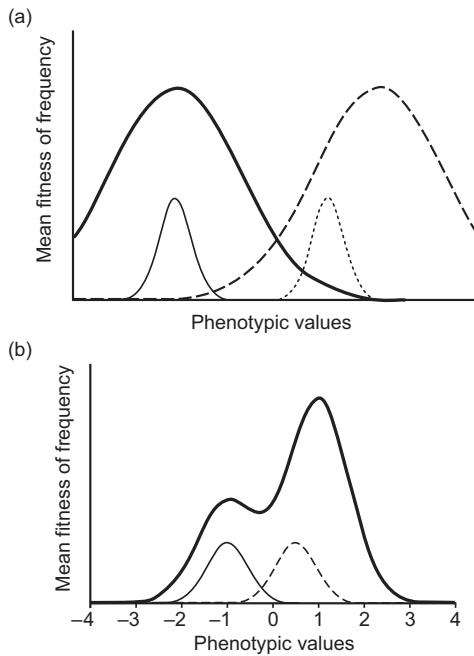 (a)
Mean fitness of frequency
Phenotypic values
(b)
Mean fitness of frequency
–4 –3 –2 –1 0 1 2 3 4
Phenotypic values